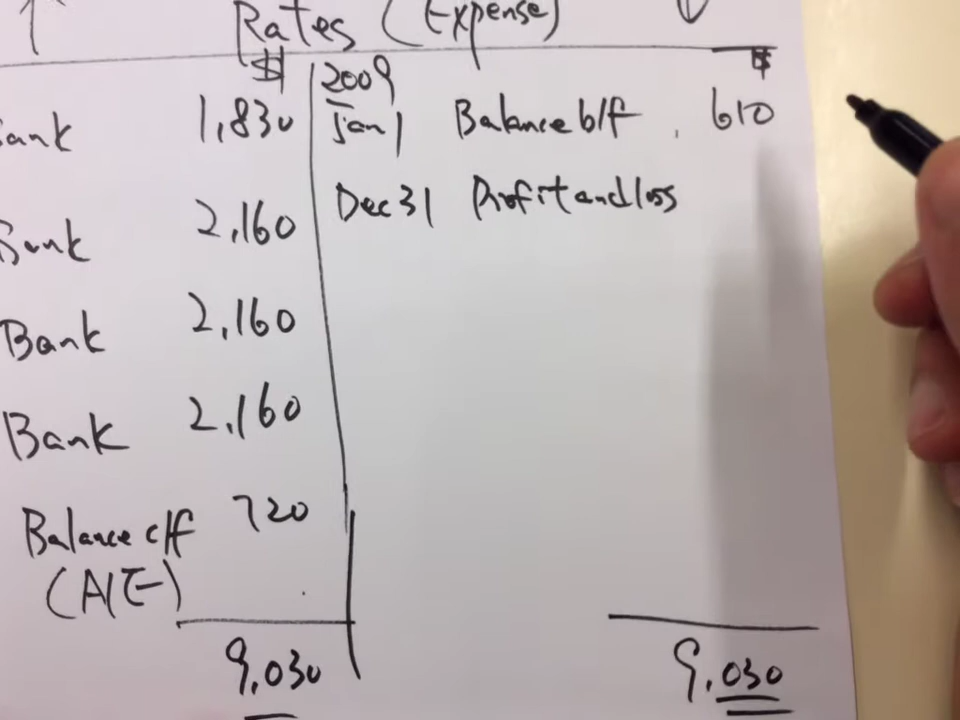 Rates (Expense)
$ 2009 $
Bank 1,830 Jan 1 Balance b/f 610
Bank 2,160 Dec 31 Profit and loss
Bank 2,160
Bank 2,160
Balance c/f 720
(A/E)
9,030 9,030